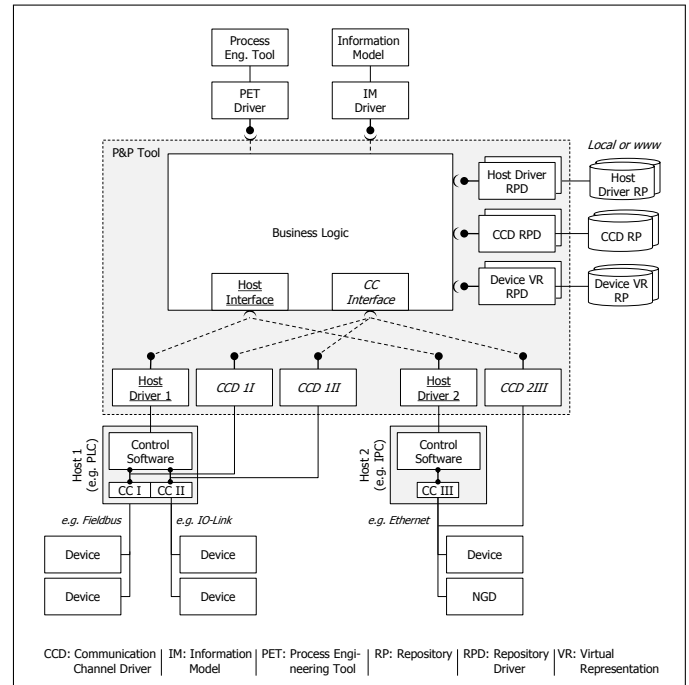 Process
Eng. Tool
Information
Model
PET
Driver
IM
Driver
P&P Tool
Local or www
Host Driver
RPD
Host
Driver RP
Business Logic
CCD RPD
CCD RP
Device VR
RPD
Device VR
RP
Host
Interface
CC
Interface
Host
Driver 1
CCD 1I
CCD 1II
Host
Driver 2
CCD 2III
Host 1
(e.g. PLC)
Control
Software
CC I
CC II
Host 2
(e.g. IPC)
Control
Software
CC III
e.g. Fieldbus
e.g. IO-Link
e.g. Ethernet
Device
Device
Device
Device
Device
NGD
CCD: Communication
Channel Driver
IM: Information
Model
PET: Process Engi-
neering Tool
RP: Repository
RPD: Repository
Driver
VR: Virtual
Representation